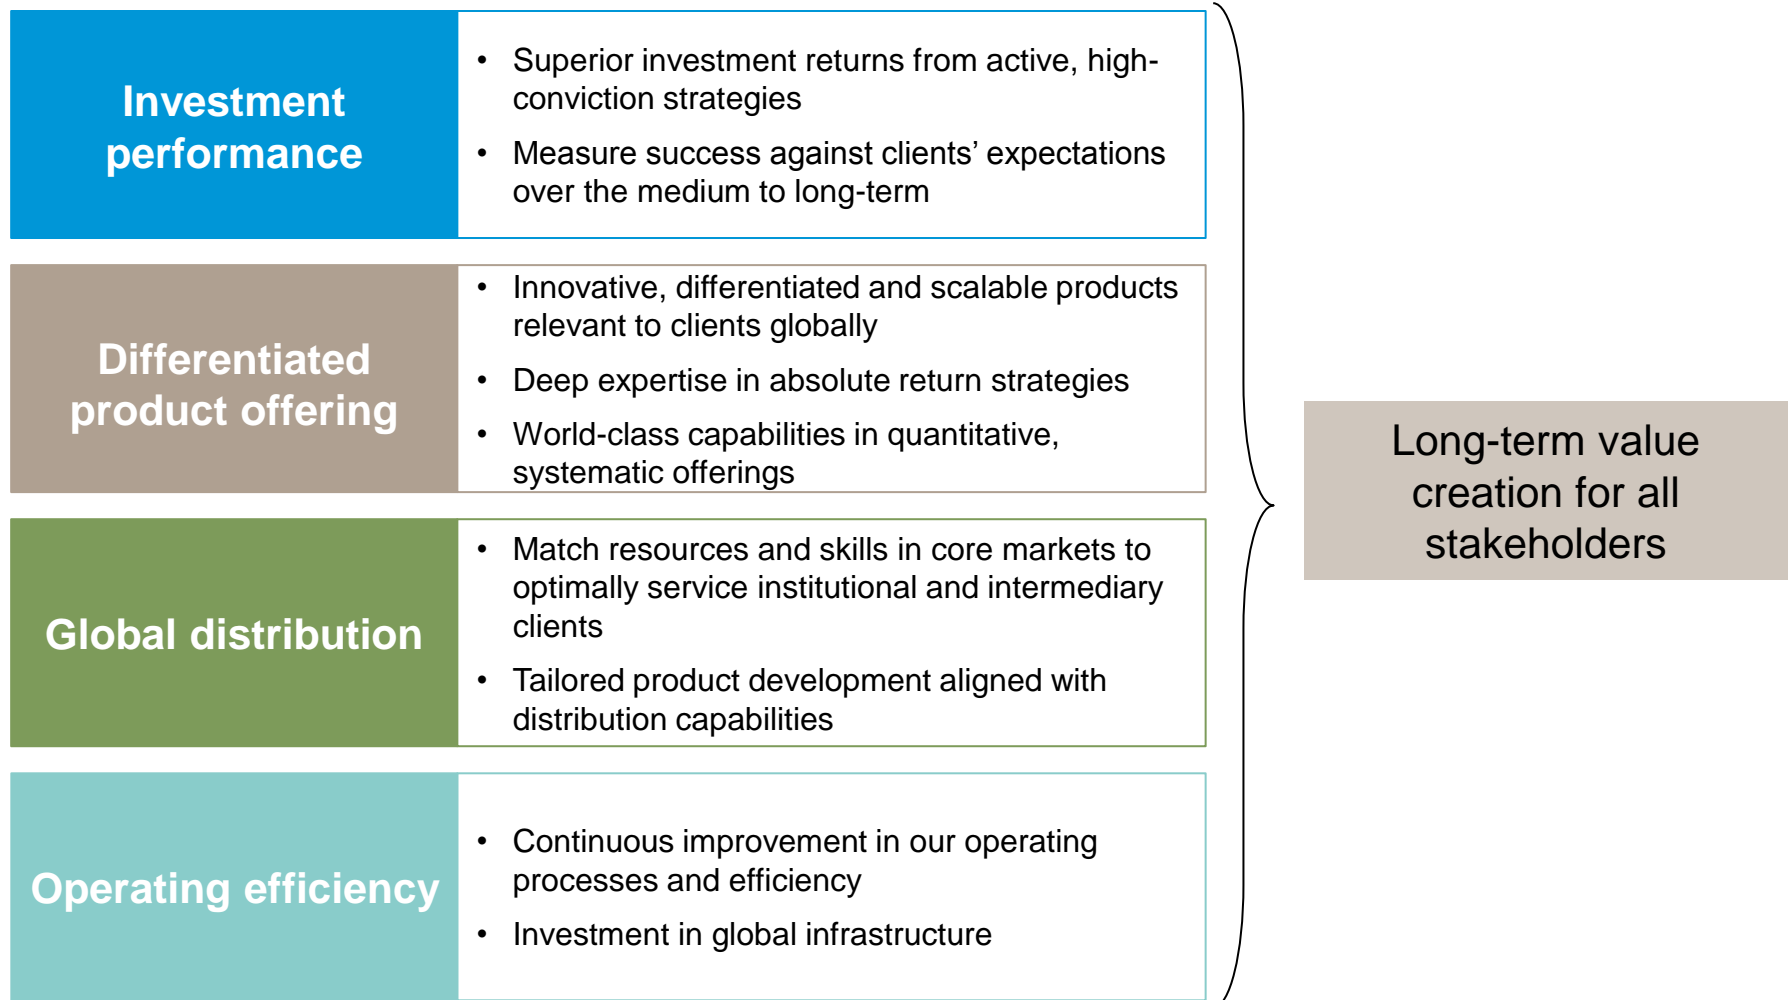 Investment
performance
• Superior investment returns from active, high-
conviction strategies
• Measure success against clients’ expectations
over the medium to long-term
Differentiated
product offering
• Innovative, differentiated and scalable products
relevant to clients globally
• Deep expertise in absolute return strategies
• World-class capabilities in quantitative,
systematic offerings
Global distribution
• Match resources and skills in core markets to
optimally service institutional and intermediary
clients
• Tailored product development aligned with
distribution capabilities
Operating efficiency
• Continuous improvement in our operating
processes and efficiency
• Investment in global infrastructure
Long-term value
creation for all
stakeholders